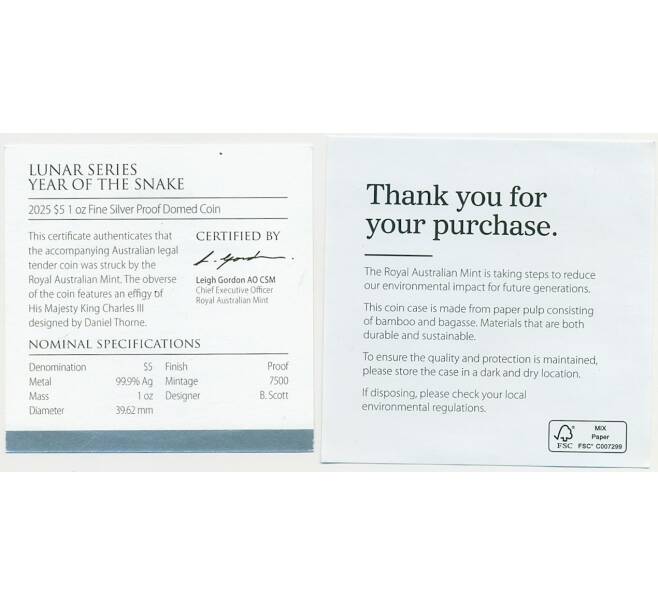 LUNAR SERIES
YEAR OF THE SNAKE
2025 $5 1 oz Fine Silver Proof Domed Coin
This certificate authenticates that
the accompanying Australian legal
tender coin was struck by the
Royal Australian Mint. The obverse
of the coin features an effigy of
His Majesty King Charles III
designed by Daniel Thorne.
CERTIFIED BY
L. Gordon
Leigh Gordon AO CSM
Chief Executive Officer
Royal Australian Mint
NOMINAL SPECIFICATIONS
Denomination $5 Finish Proof
Metal 99.9% Ag Mintage 7500
Mass 1 oz Designer B. Scott
Diameter 39.62 mm
Thank you for
your purchase.
The Royal Australian Mint is taking steps to reduce
our environmental impact for future generations.
This coin case is made from paper pulp consisting
of bamboo and bagasse. Materials that are both
durable and sustainable.
To ensure the quality and protection is maintained,
please store the case in a dark and dry location.
If disposing, please check your local
environmental regulations.
FSC
MIX
Paper
FSC® C007299